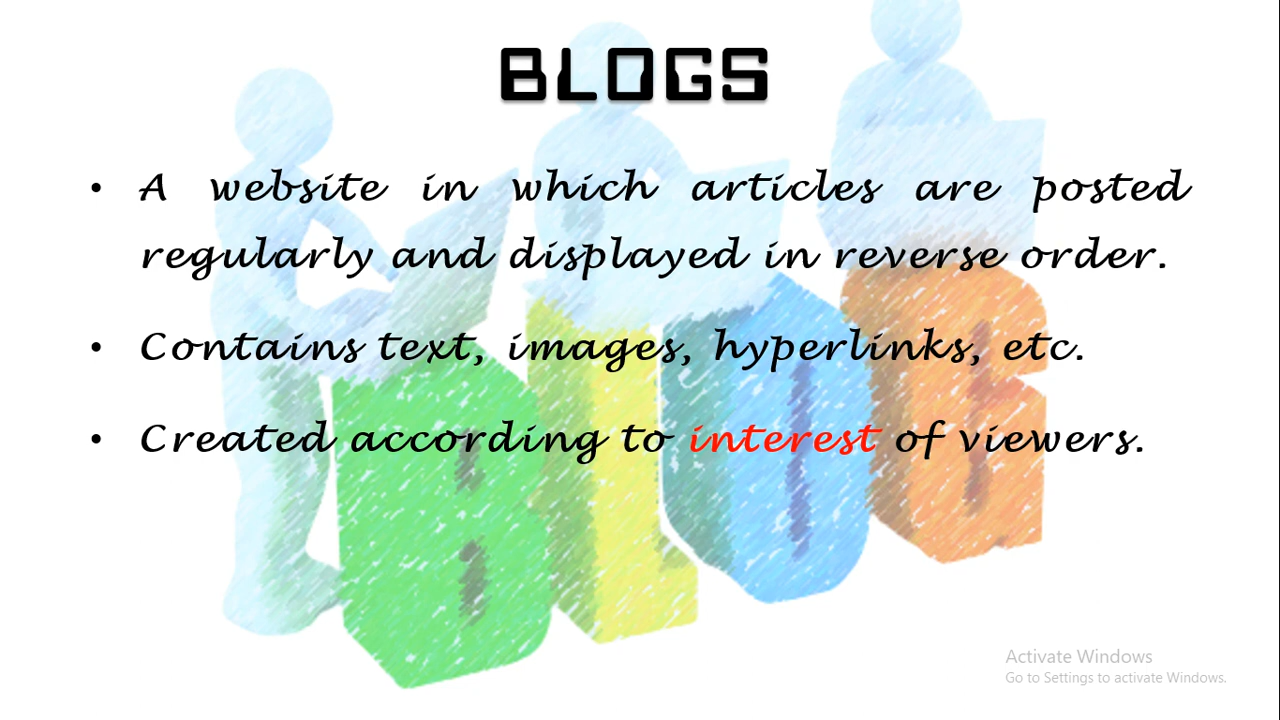 BLOGS
• A website in which articles are posted
regularly and displayed in reverse order.
• Contains text, images, hyperlinks, etc.
• Created according to interest of viewers.
BLOG
Activate Windows
Go to Settings to activate Windows.